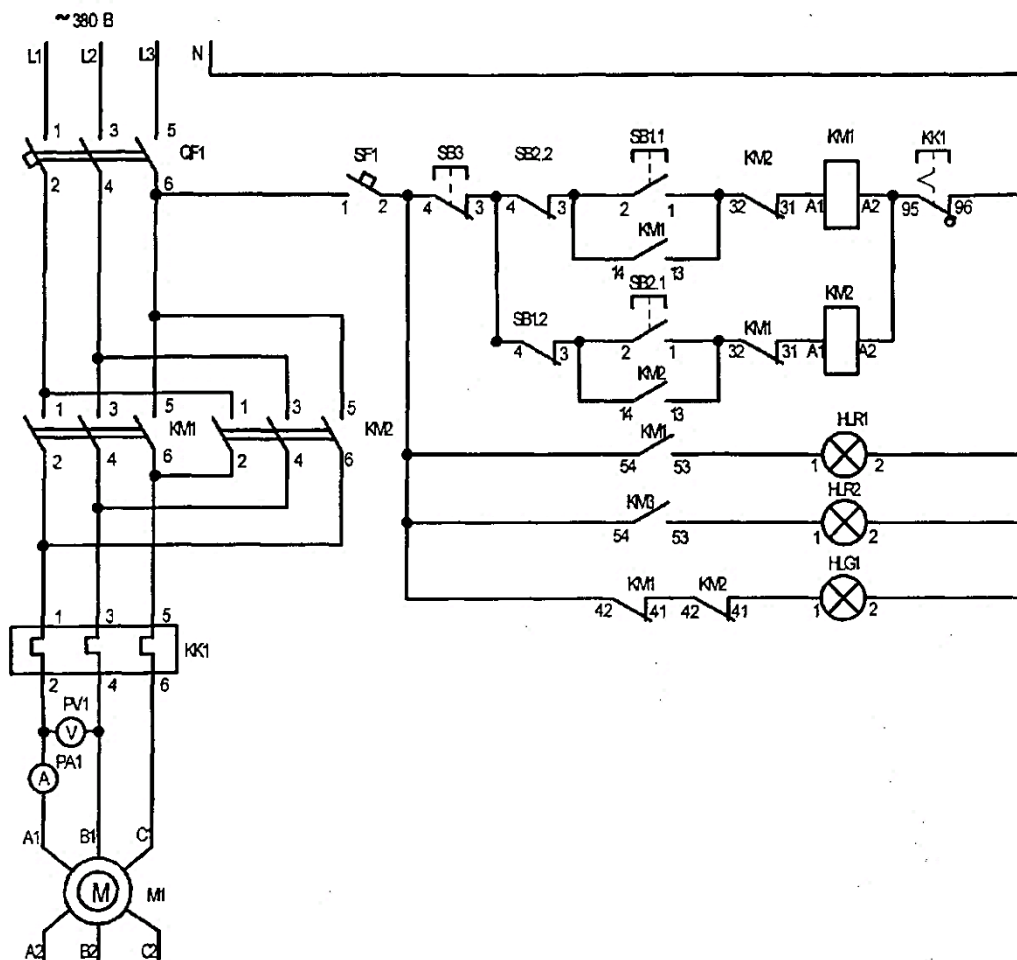 ~380 В
L1 L2 L3 N
1 3 5 QF1
2 4 6
SF1 SB3 SB2.2 SB1.1 KM2 KM1 KK1
1 2 4 3 4 3 2 1 32 31 A1 A2 95 96
KM1
14 13
SB2.1
SB1.2 KM1 KM2
4 3 2 1 32 31 A1 A2
KM2
14 13
1 3 5 KM1 1 3 5 KM2
2 4 6 2 4 6
KM1 HLR1
54 53 1 2
KM3 HLR2
54 53 1 2
KM1 KM2 HLG1
42 41 42 41 1 2
1 3 5
KK1
2 4 6
PV1
V
PA1
A
A1 B1 C1
M M1
A2 B2 C2